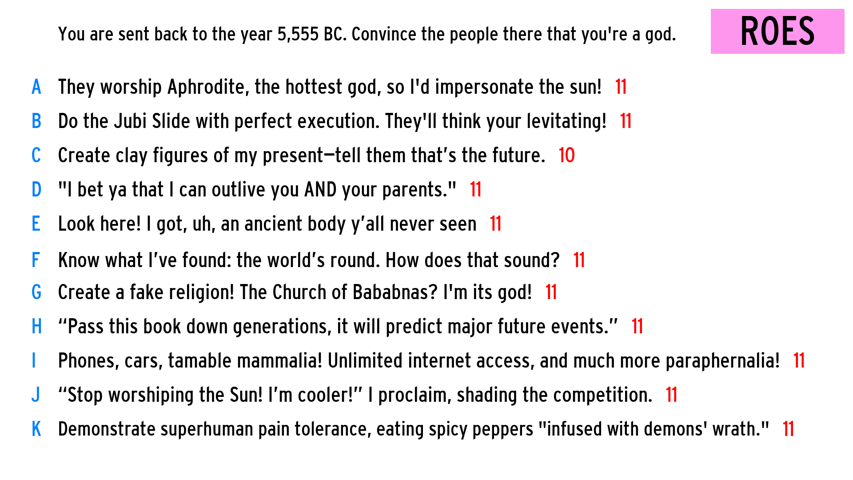 You are sent back to the year 5,555 BC. Convince the people there that you're a god.
ROES
A They worship Aphrodite, the hottest god, so I'd impersonate the sun! 11
B Do the Jubi Slide with perfect execution. They'll think your levitating! 11
C Create clay figures of my present—tell them that’s the future. 10
D "I bet ya that I can outlive you AND your parents." 11
E Look here! I got, uh, an ancient body y’all never seen 11
F Know what I’ve found: the world’s round. How does that sound? 11
G Create a fake religion! The Church of Bababnas? I'm its god! 11
H “Pass this book down generations, it will predict major future events.” 11
I Phones, cars, tamable mammalia! Unlimited internet access, and much more paraphernalia! 11
J “Stop worshiping the Sun! I’m cooler!” I proclaim, shading the competition. 11
K Demonstrate superhuman pain tolerance, eating spicy peppers "infused with demons' wrath." 11